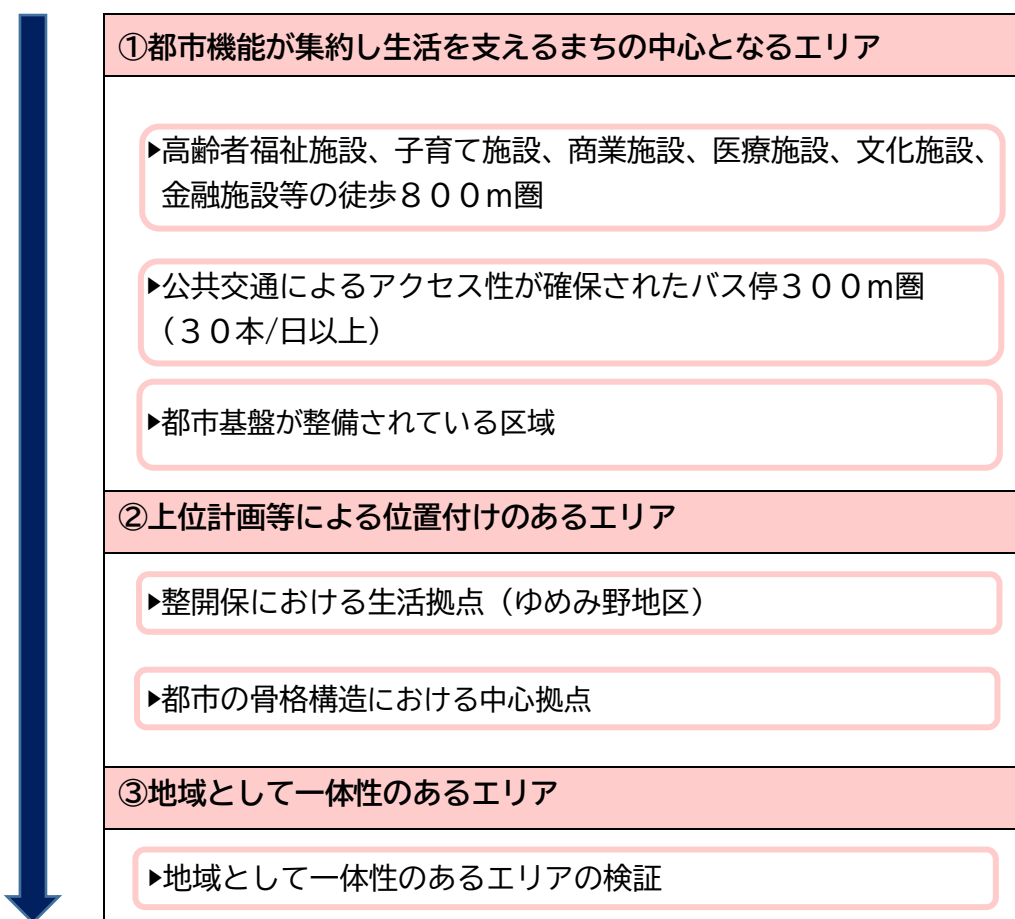 ①都市機能が集約し生活を支えるまちの中心となるエリア
▶高齢者福祉施設、子育て施設、商業施設、医療施設、文化施設、
金融施設等の徒歩８００ｍ圏
▶公共交通によるアクセス性が確保されたバス停３００ｍ圏
（３０本/日以上）
▶都市基盤が整備されている区域
②上位計画等による位置付けのあるエリア
▶整開保における生活拠点（ゆめみ野地区）
▶都市の骨格構造における中心拠点
③地域として一体性のあるエリア
▶地域として一体性のあるエリアの検証